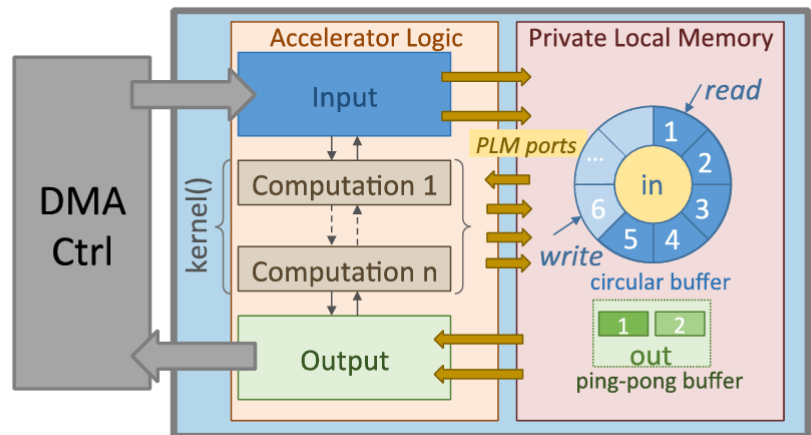 Accelerator Logic
Private Local Memory
DMA
Ctrl
Input
kernel()
Computation 1
Computation n
Output
PLM ports
read
write
1
2
3
4
5
6
...
in
circular buffer
1
2
out
ping-pong buffer